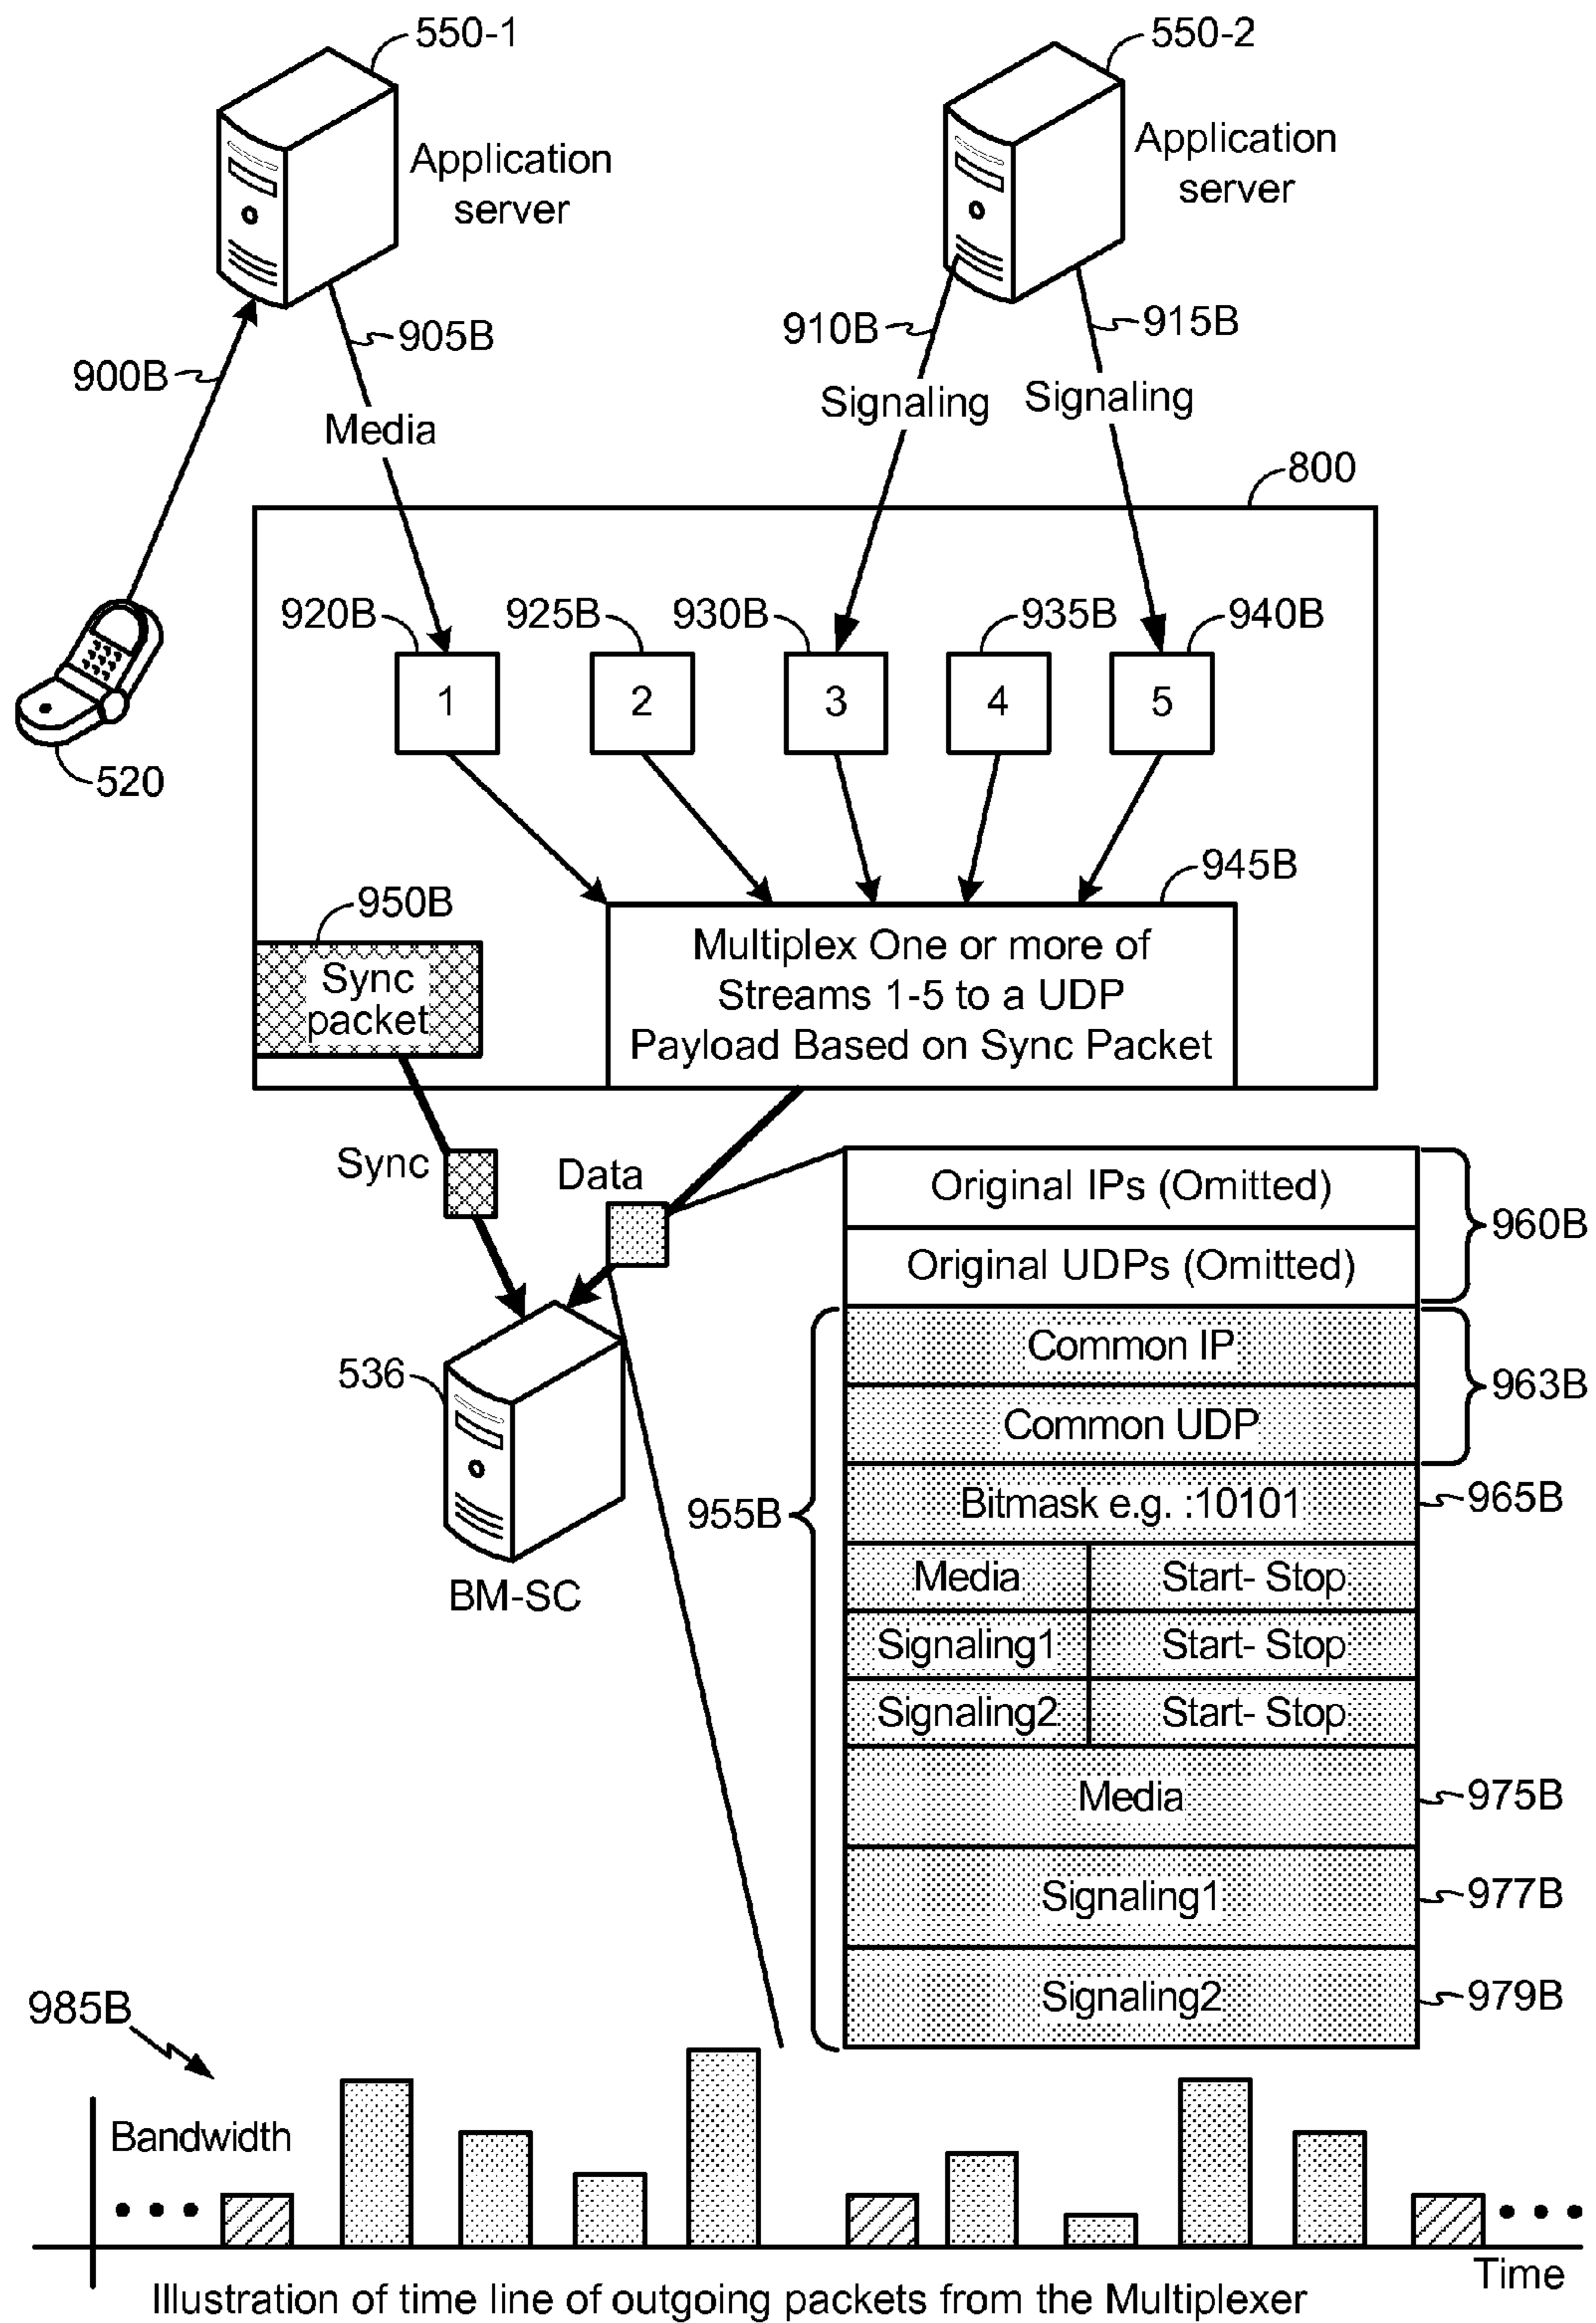 550-1
550-2
Application
server
Application
server
900B
905B
910B
915B
Media
Signaling
Signaling
800
920B
925B
930B
935B
940B
1
2
3
4
5
520
945B
950B
Sync
packet
Multiplex One or more of
Streams 1-5 to a UDP
Payload Based on Sync Packet
Sync
Data
Original IPs (Omitted)
Original UDPs (Omitted)
960B
Common IP
Common UDP
963B
536
BM-SC
955B
Bitmask e.g. :10101
965B
Media
Start- Stop
Signaling1
Start- Stop
Signaling2
Start- Stop
Media
975B
Signaling1
977B
Signaling2
979B
985B
Bandwidth
Time
Illustration of time line of outgoing packets from the Multiplexer